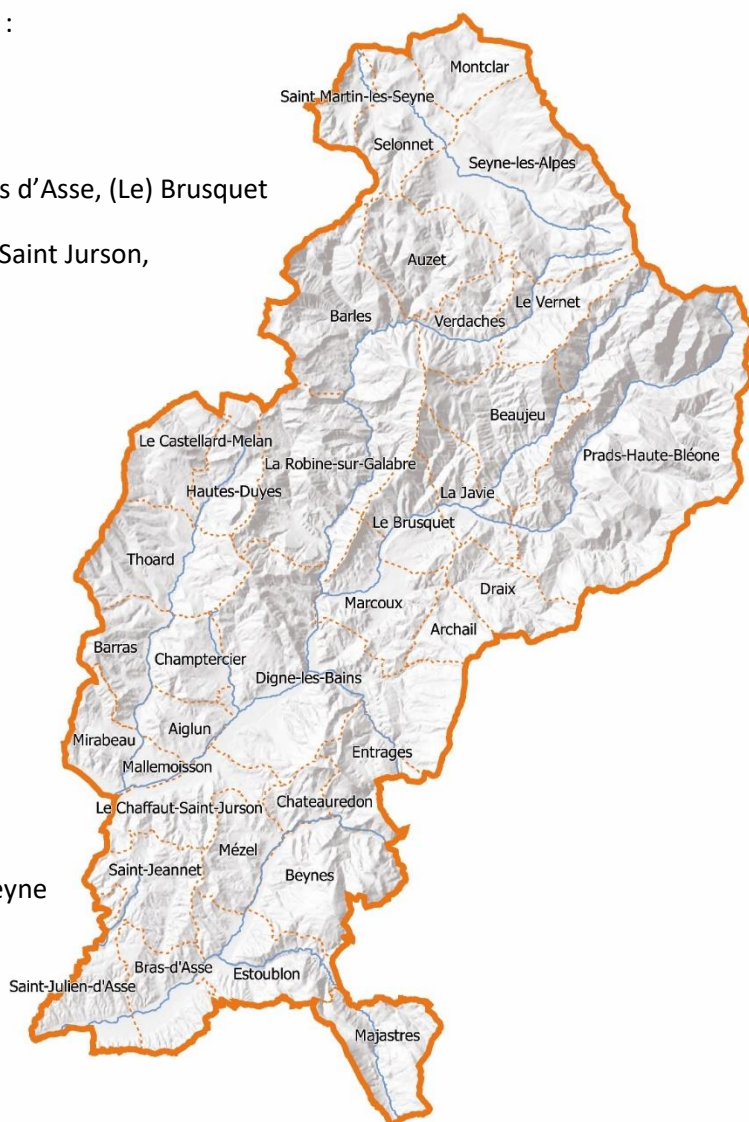 :
Montclar
Saint Martin-les-Seyne
Selonnet
Seyne-les-Alpes
s d’Asse, (Le) Brusquet
Saint Jurson,
Auzet
Le Vernet
Barles
Verdaches
Beaujeu
Le Castellard-Melan
Prads-Haute-Bléone
La Robine-sur-Galabre
Hautes-Duyes
La Javie
Le Brusquet
Thoard
Draix
Marcoux
Archail
Barras
Champtercier
Digne-les-Bains
Aiglun
Mirabeau
Entrages
Mallemoisson
Le Chaffaut-Saint-Jurson
Chateauredon
Mézel
Saint-Jeannet
Beynes
eyne
Bras-d'Asse
Estoublon
Saint-Julien-d'Asse
Majastres